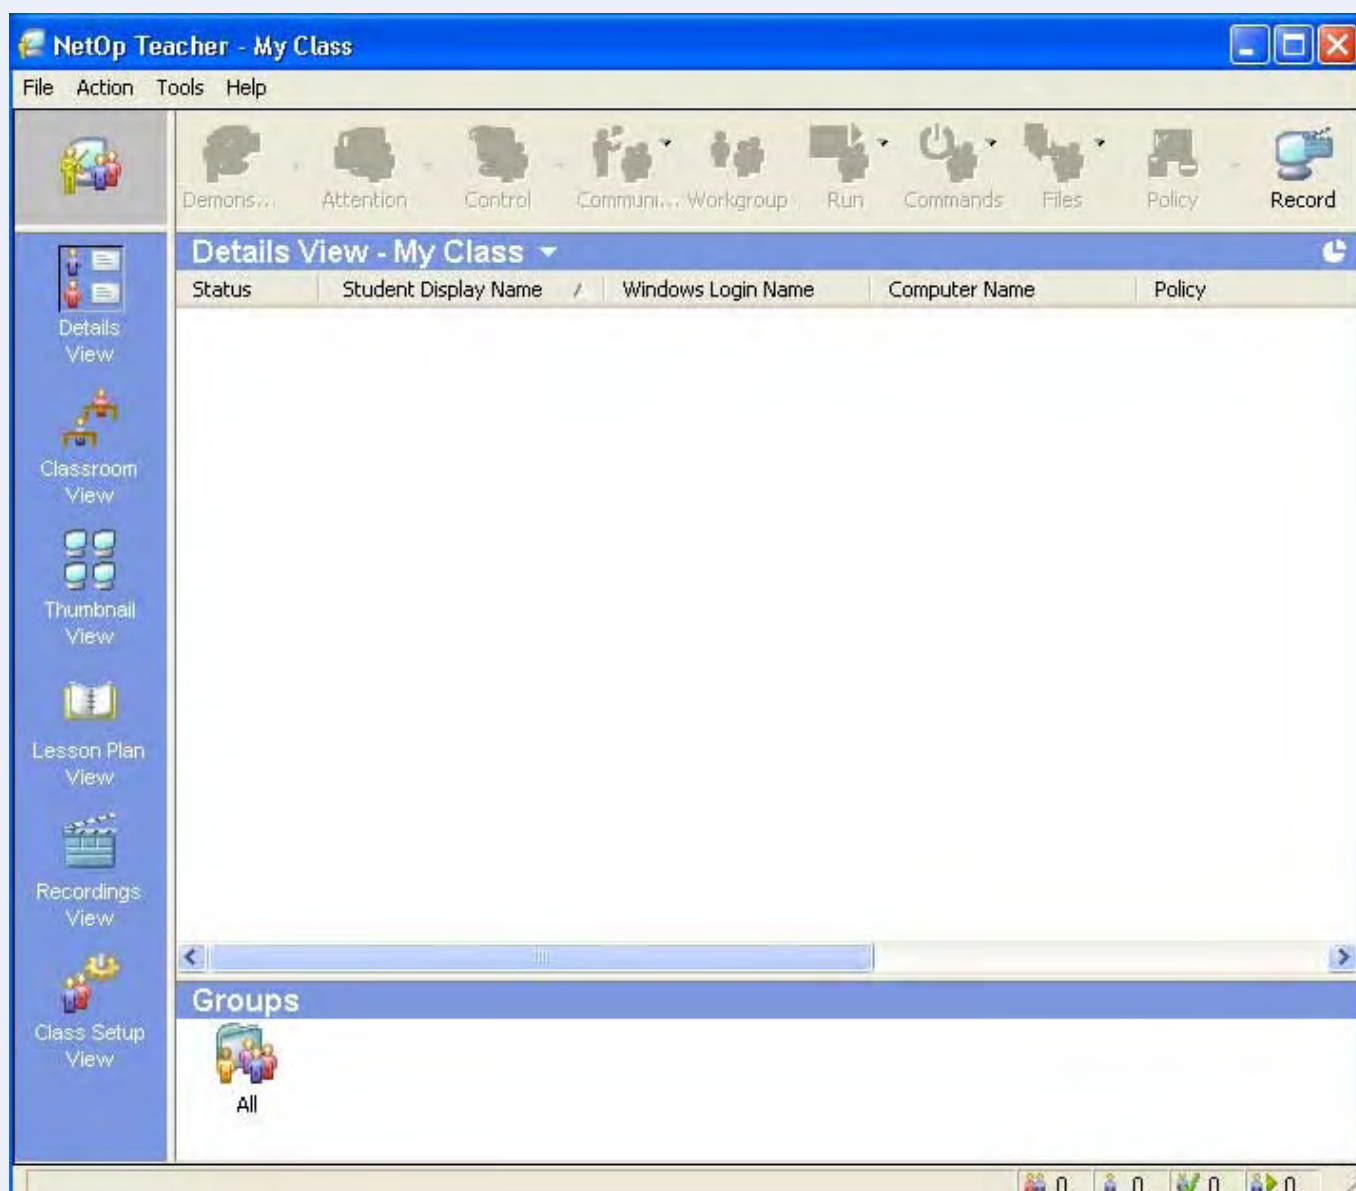 NetOp Teacher - My Class
File Action Tools Help
Demons... Attention Control Communi... Workgroup Run Commands Files Policy Record
Details View - My Class
Status Student Display Name Windows Login Name Computer Name Policy
Details
View
Classroom
View
Thumbnail
View
Lesson Plan
View
Recordings
View
Class Setup
View
Groups
All
0 0 0 0